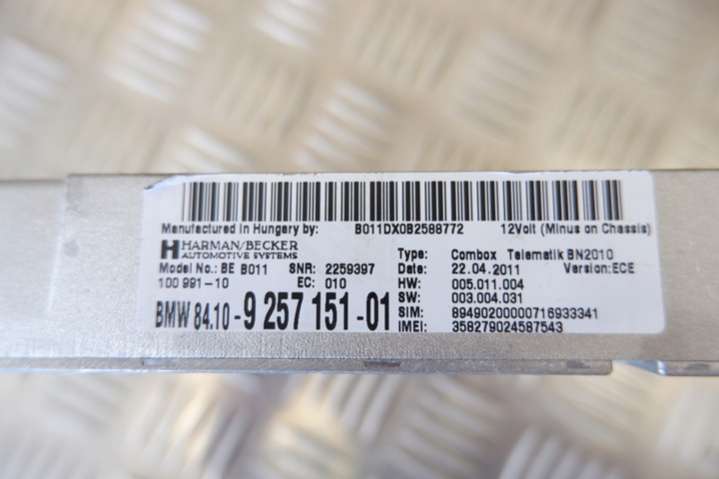 Manufactured in Hungary by: B011DX0B2588772 12Volt (Minus on Chassis)
HARMAN/BECKER
AUTOMOTIVE SYSTEMS
Type: Combox Telematik BN2010
Model No.: BE B011 SNR: 2259397 Date: 22.04.2011 Version: ECE
100 991-10 EC: 010 HW: 005.011.004
SW: 003.004.031
BMW 84.10-9 257 151-01 SIM: 89490200000716933341
IMEI: 358279024587543